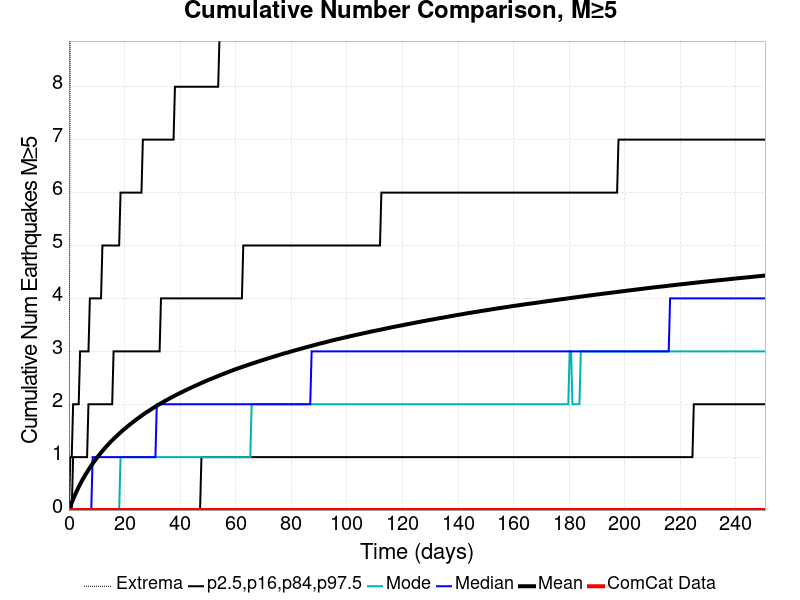 Cumulative Number Comparison, M≥5
Cumulative Num Earthquakes M≥5
8
7
6
5
4
3
2
1
0
0 20 40 60 80 100 120 140 160 180 200 220 240
Time (days)
Extrema p2.5,p16,p84,p97.5 Mode Median Mean ComCat Data